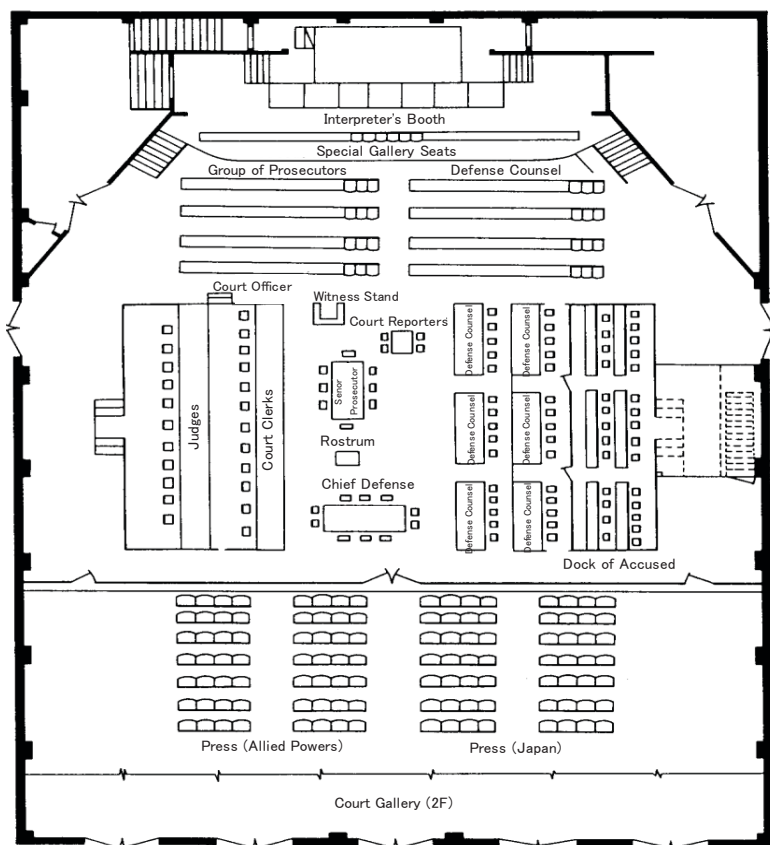 Interpreter's Booth
Special Gallery Seats
Group of Prosecutors
Defense Counsel
Court Officer
Witness Stand
Court Reporters
Judges
Court Clerks
Senor
Prosecutor
Rostrum
Chief Defense
Defense Counsel
Defense Counsel
Defense Counsel
Defense Counsel
Defense Counsel
Defense Counsel
Dock of Accused
Press (Allied Powers)
Press (Japan)
Court Gallery (2F)